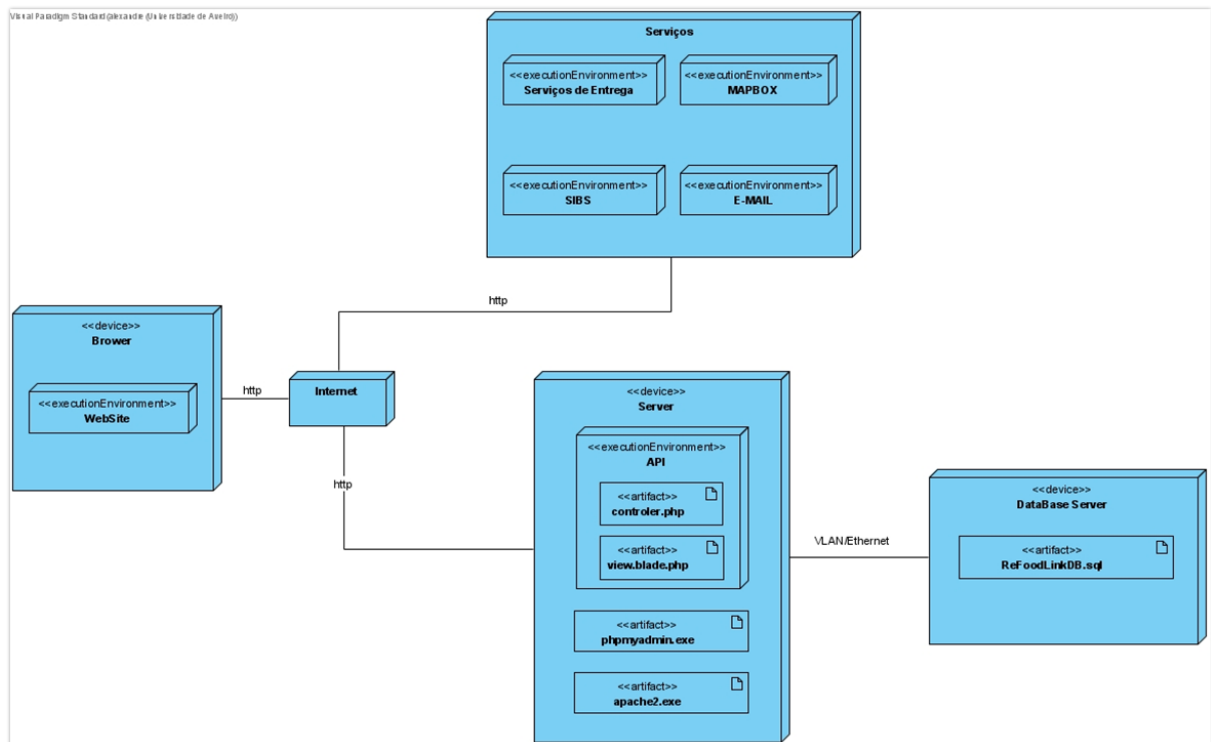 Visual Paradigm Standard(alexandre (Universidade de Aveiro))
Serviços
<<executionEnvironment>>
Serviços de Entrega
<<executionEnvironment>>
MAPBOX
<<executionEnvironment>>
SIBS
<<executionEnvironment>>
E-MAIL
http
<<device>>
Brower
<<executionEnvironment>>
WebSite
http
Internet
http
<<device>>
Server
<<executionEnvironment>>
API
<<artifact>>
controler.php
<<artifact>>
view.blade.php
<<artifact>>
phpmyadmin.exe
<<artifact>>
apache2.exe
VLAN/Ethernet
<<device>>
DataBase Server
<<artifact>>
ReFoodLinkDB.sql